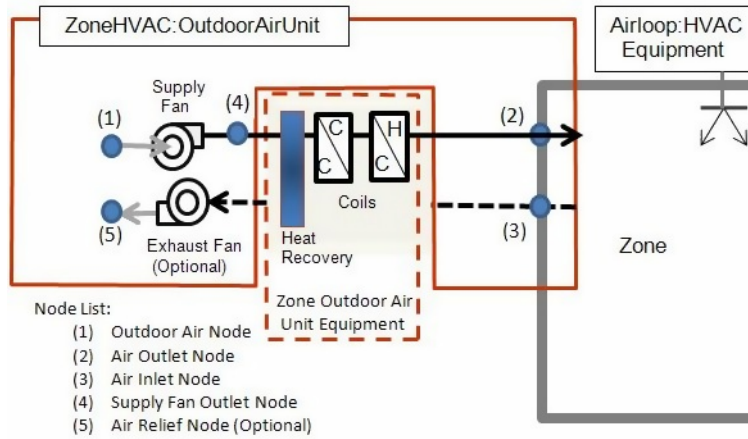 ZoneHVAC:OutdoorAirUnit
Airloop:HVAC
Equipment
Supply
Fan
(1)
(4)
(2)
C
C
H
C
Coils
(5)
Exhaust Fan
(Optional)
Heat
Recovery
(3)
Zone
Zone Outdoor Air
Unit Equipment
Node List:
(1) Outdoor Air Node
(2) Air Outlet Node
(3) Air Inlet Node
(4) Supply Fan Outlet Node
(5) Air Relief Node (Optional)